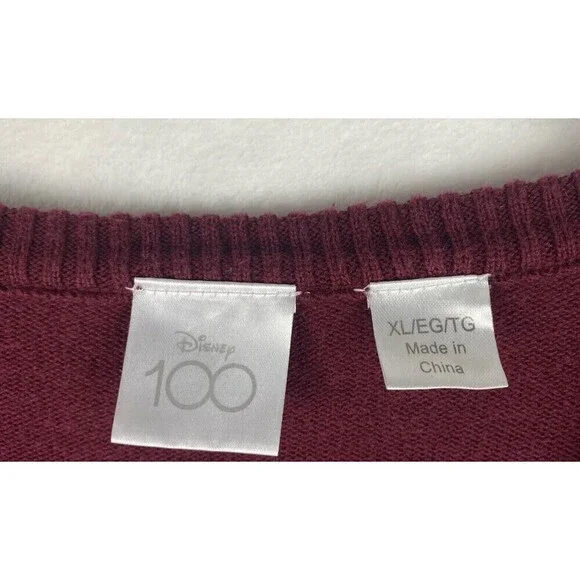 Disney
100
XL/EG/TG
Made in
China